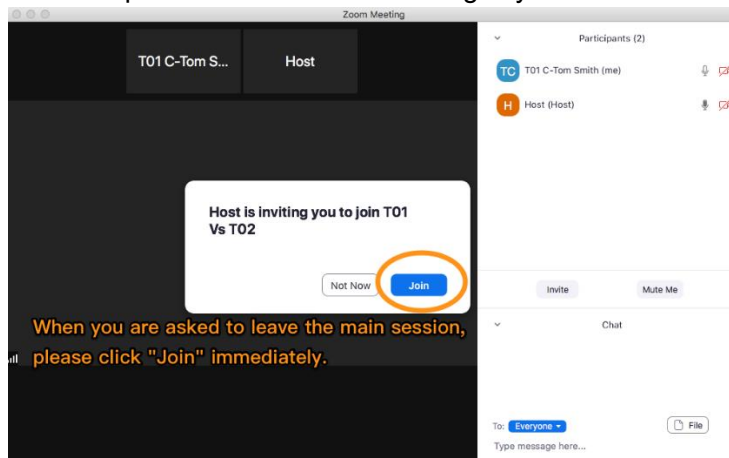 Zoom Meeting
T01 C-Tom S...
Host
Participants (2)
TC T01 C-Tom Smith (me)
H Host (Host)
Host is inviting you to join T01
Vs T02
Not Now
Join
Invite
Mute Me
When you are asked to leave the main session,
please click "Join" immediately.
Chat
To: Everyone
File
Type message here...